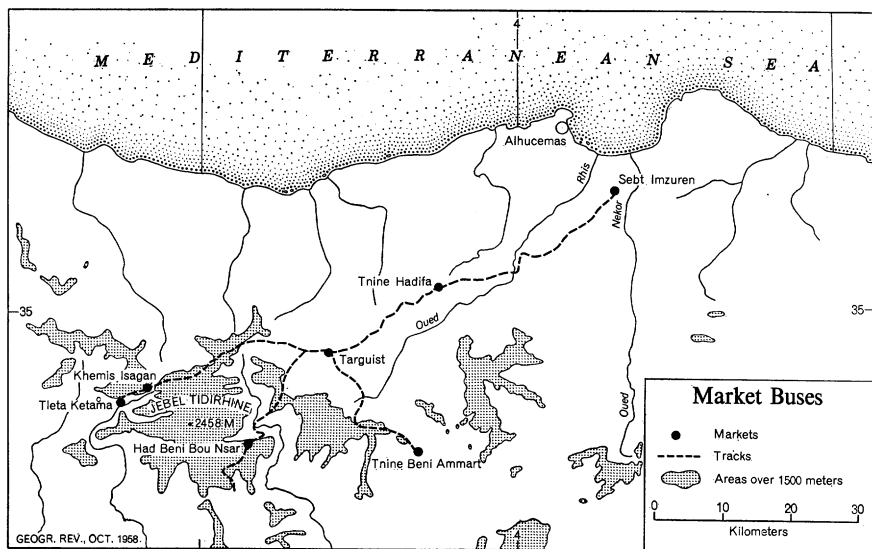 4
MEDITERRANEAN SEA
Alhucemas
Rhis
Sebt Imzuren
Nekor
Tnine Hadifa
35
35
Oued
Targuist
Khemis Isagan
Tleta Ketama
JEBEL TIDIRHINE
2458 M
Had Beni Bou Nsar
Tnine Beni Ammart
Oued
Market Buses
Markets
Tracks
Areas over 1500 meters
0 10 20 30
Kilometers
GEOGR. REV., OCT. 1958.
4